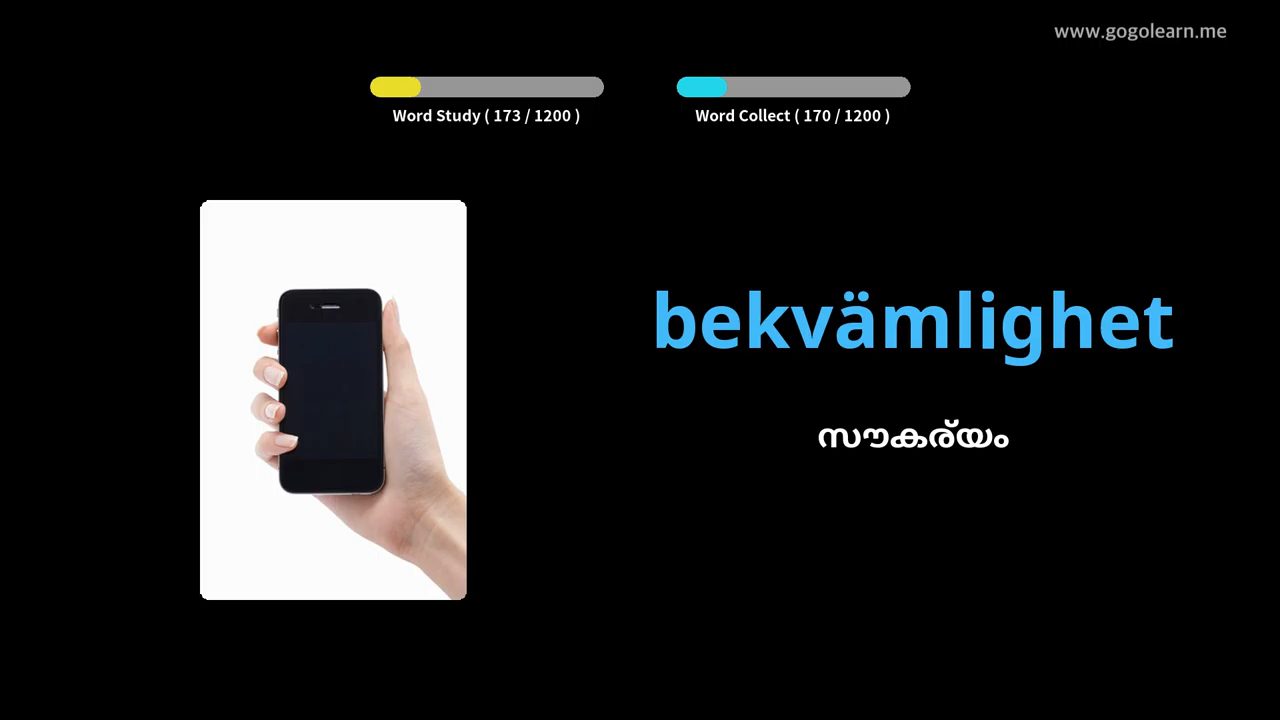 www.gogolearn.me
Word Study ( 173 / 1200 )
Word Collect ( 170 / 1200 )
bekvämlighet
സൗകര്യം